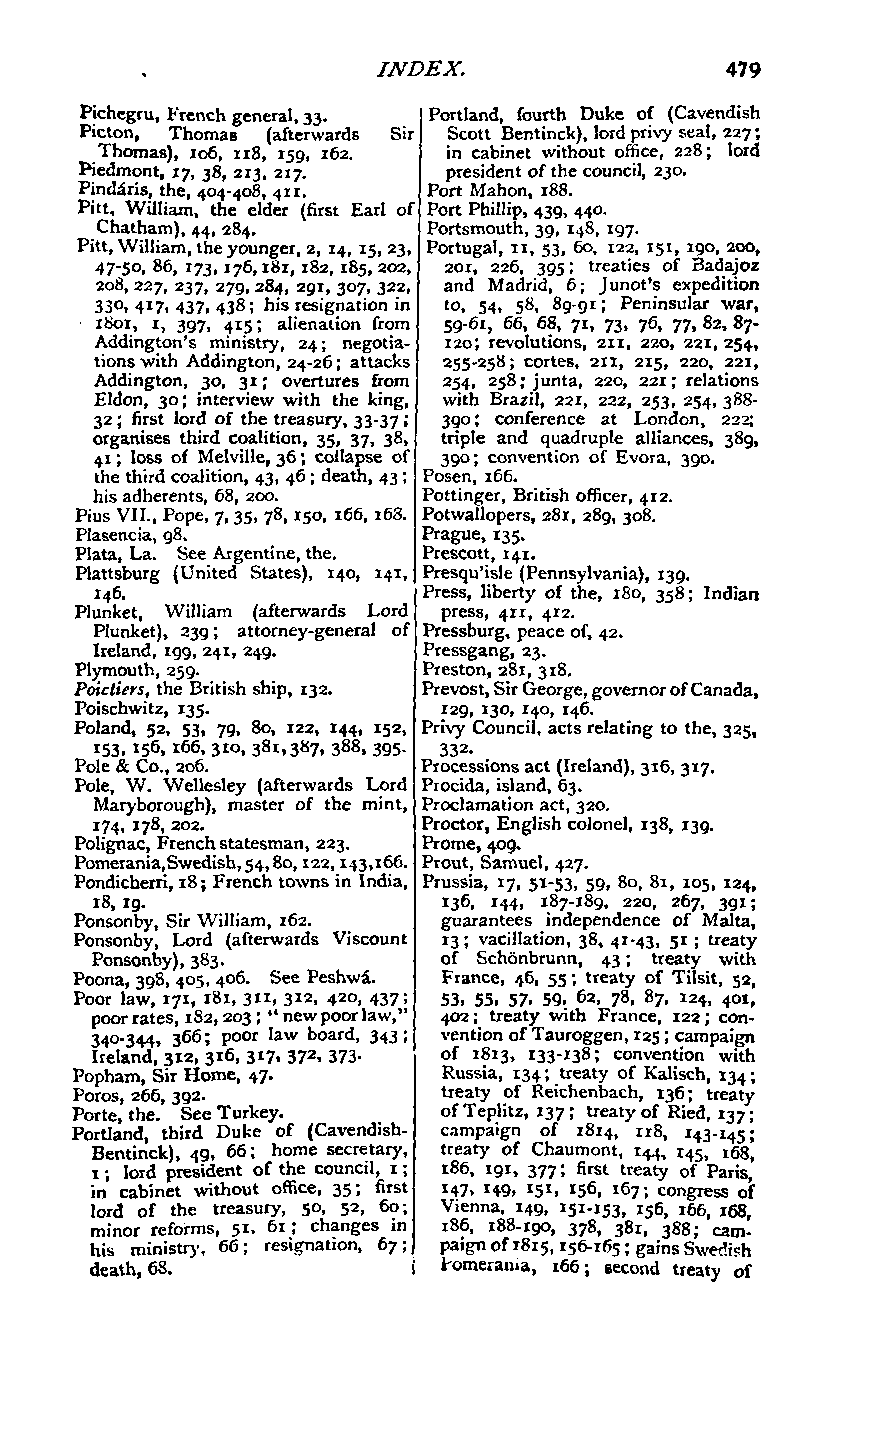 INDEX. 479
Pichegru, French general, 33.
Picton, Thomas (afterwards Sir
Thomas), 106, 118, 159, 162.
Piedmont, 17, 38, 213, 217.
Pindáris, the, 404-408, 411.
Pitt, William, the elder (first Earl of
Chatham), 44, 284.
Pitt, William, the younger, 2, 14, 15, 23,
47-50, 86, 173, 176, 181, 182, 185, 202,
208, 227, 237, 279, 284, 291, 307, 322,
330, 417, 437, 438; his resignation in
1801, 1, 397, 415; alienation from
Addington's ministry, 24; negotia-
tions with Addington, 24-26; attacks
Addington, 30, 31; overtures from
Eldon, 30; interview with the king,
32; first lord of the treasury, 33-37;
organises third coalition, 35, 37, 38,
41; loss of Melville, 36; collapse of
the third coalition, 43, 46; death, 43;
his adherents, 68, 200.
Pius VII., Pope, 7, 35, 78, 150, 166, 168.
Plasencia, 98.
Plata, La. See Argentine, the.
Plattsburg (United States), 140, 141,
146.
Plunket, William (afterwards Lord
Plunket), 239; attorney-general of
Ireland, 199, 241, 249.
Plymouth, 259.
Poictiers, the British ship, 132.
Poischwitz, 135.
Poland, 52, 53, 79, 80, 122, 144, 152,
153, 156, 166, 310, 381, 387, 388, 395.
Pole & Co., 206.
Pole, W. Wellesley (afterwards Lord
Maryborough), master of the mint,
174, 178, 202.
Polignac, French statesman, 223.
Pomerania, Swedish, 54, 80, 122, 143, 166.
Pondicherri, 18; French towns in India,
18, 19.
Ponsonby, Sir William, 162.
Ponsonby, Lord (afterwards Viscount
Ponsonby), 383.
Poona, 398, 405, 406. See Peshwá.
Poor law, 171, 181, 311, 312, 420, 437;
poor rates, 182, 203; "new poor law,"
340-344, 366; poor law board, 343;
Ireland, 312, 316, 317, 372, 373.
Popham, Sir Home, 47.
Poros, 266, 392.
Porte, the. See Turkey.
Portland, third Duke of (Cavendish-
Bentinck), 49, 66; home secretary,
1; lord president of the council, 1;
in cabinet without office, 35; first
lord of the treasury, 50, 52, 60;
minor reforms, 51, 61; changes in
his ministry, 66; resignation, 67;
death, 68.
Portland, fourth Duke of (Cavendish
Scott Bentinck), lord privy seal, 227;
in cabinet without office, 228; lord
president of the council, 230.
Port Mahon, 188.
Port Phillip, 439, 440.
Portsmouth, 39, 148, 197.
Portugal, 11, 53, 60, 122, 151, 190, 200,
201, 226, 395; treaties of Badajoz
and Madrid, 6; Junot's expedition
to, 54, 58, 89-91; Peninsular war,
59-61, 66, 68, 71, 73, 76, 77, 82, 87-
120; revolutions, 211, 220, 221, 254,
255-258; cortes, 211, 215, 220, 221,
254, 258; junta, 220, 221; relations
with Brazil, 221, 222, 253, 254, 388-
390; conference at London, 222;
triple and quadruple alliances, 389,
390; convention of Evora, 390.
Posen, 166.
Pottinger, British officer, 412.
Potwallopers, 281, 289, 308.
Prague, 135.
Prescott, 141.
Presqu'isle (Pennsylvania), 139.
Press, liberty of the, 180, 358; Indian
press, 411, 412.
Pressburg, peace of, 42.
Pressgang, 23.
Preston, 281, 318.
Prevost, Sir George, governor of Canada,
129, 130, 140, 146.
Privy Council, acts relating to the, 325,
332.
Processions act (Ireland), 316, 317.
Procida, island, 63.
Proclamation act, 320.
Proctor, English colonel, 138, 139.
Prome, 409.
Prout, Samuel, 427.
Prussia, 17, 51-53, 59, 80, 81, 105, 124,
136, 144, 187-189, 220, 267, 391;
guarantees independence of Malta,
13; vacillation, 38, 41-43, 51; treaty
of Schönbrunn, 43; treaty with
France, 46, 55; treaty of Tilsit, 52,
53, 55, 57, 59, 62, 78, 87, 124, 401,
402; treaty with France, 122; con-
vention of Tauroggen, 125; campaign
of 1813, 133-138; convention with
Russia, 134; treaty of Kalisch, 134;
treaty of Reichenbach, 136; treaty
of Teplitz, 137; treaty of Ried, 137;
campaign of 1814, 118, 143-145;
treaty of Chaumont, 144, 145, 168,
186, 191, 377; first treaty of Paris,
147, 149, 151, 156, 167; congress of
Vienna, 149, 151-153, 156, 166, 168,
186, 188-190, 378, 381, 388; cam-
paign of 1815, 156-165; gains Swedish
Pomerania, 166; second treaty of